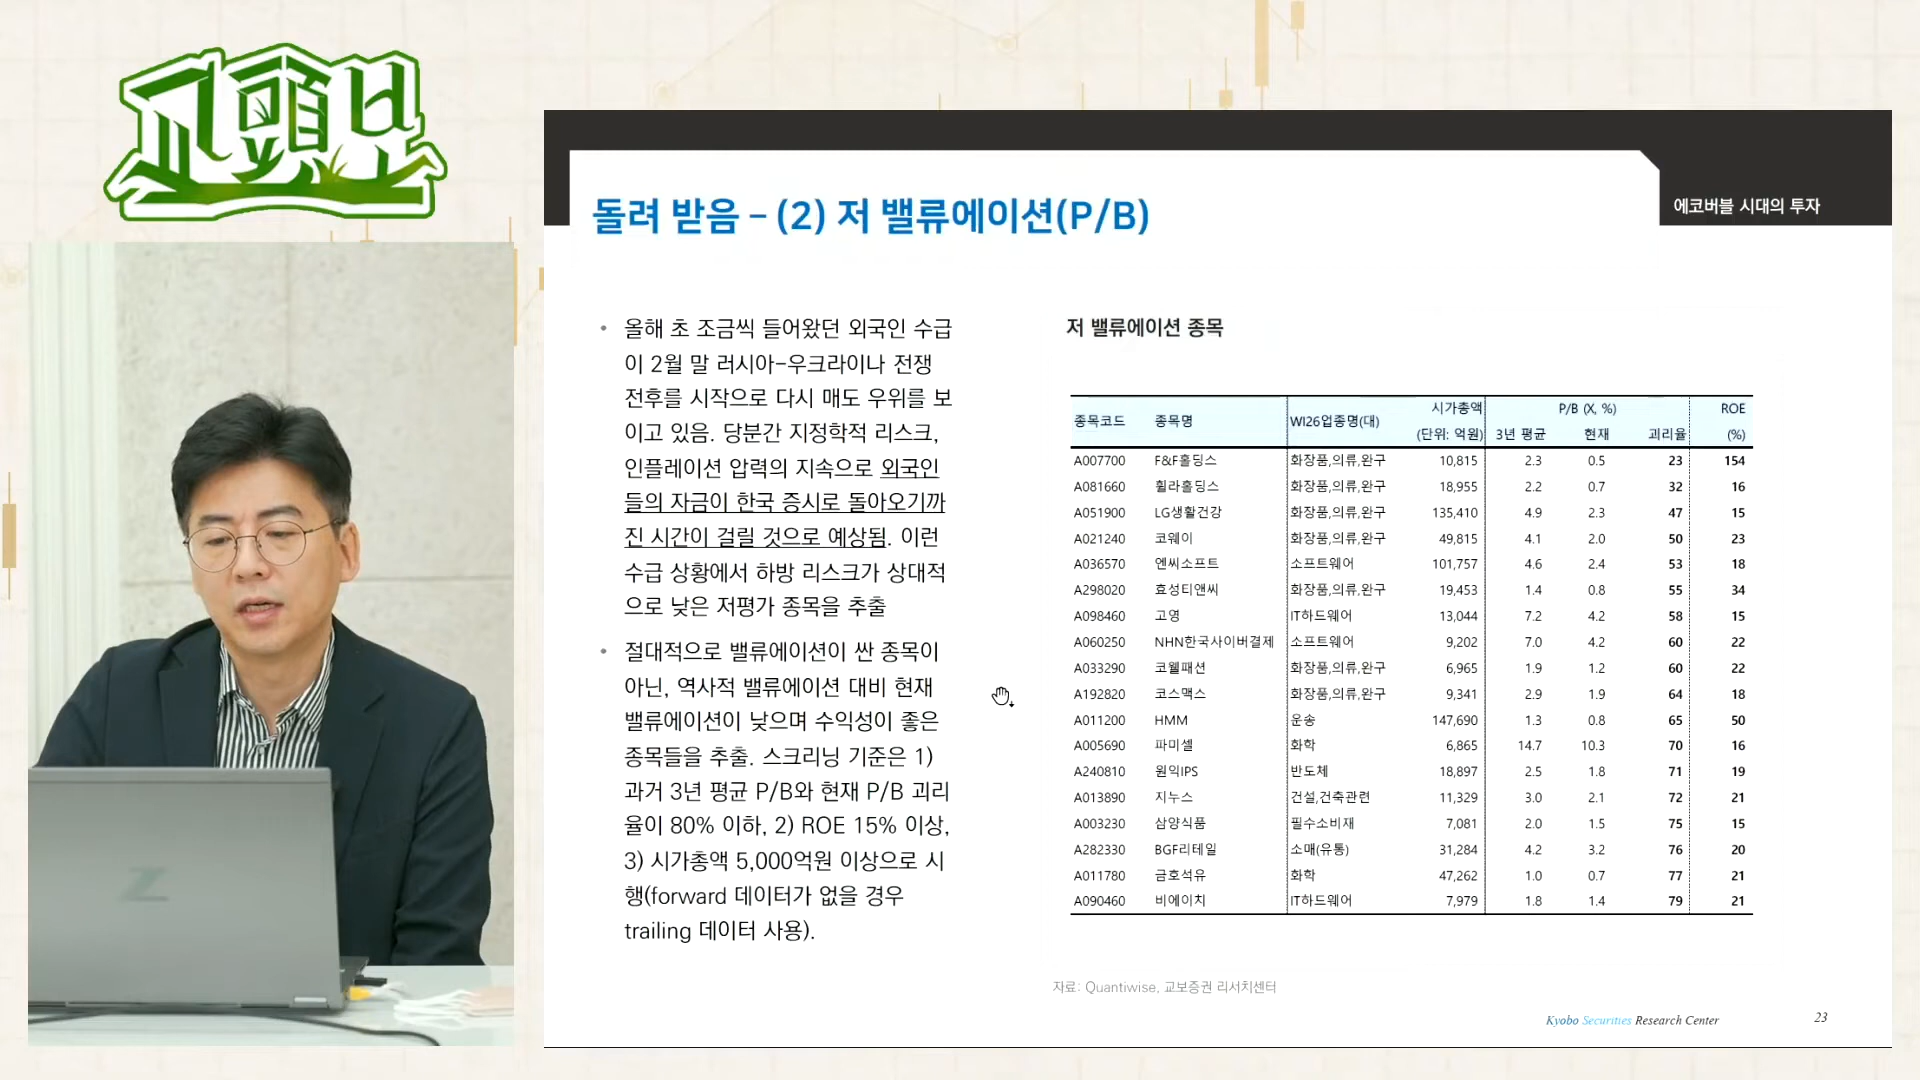 교頭보
에코버블 시대의 투자
돌려 받음 – (2) 저 밸류에이션(P/B)
• 올해 초 조금씩 들어왔던 외국인 수급
이 2월 말 러시아-우크라이나 전쟁
전후를 시작으로 다시 매도 우위를 보
이고 있음. 당분간 지정학적 리스크,
인플레이션 압력의 지속으로 외국인
들의 자금이 한국 증시로 돌아오기까
진 시간이 걸릴 것으로 예상됨. 이런
수급 상황에서 하방 리스크가 상대적
으로 낮은 저평가 종목을 추출
• 절대적으로 밸류에이션이 싼 종목이
아닌, 역사적 밸류에이션 대비 현재
밸류에이션이 낮으며 수익성이 좋은
종목들을 추출. 스크리닝 기준은 1)
과거 3년 평균 P/B와 현재 P/B 괴리
율이 80% 이하, 2) ROE 15% 이상,
3) 시가총액 5,000억원 이상으로 시
행(forward 데이터가 없을 경우
trailing 데이터 사용).
저 밸류에이션 종목
종목코드 종목명 WI26업종명(대) 시가총액 (단위: 억원) P/B (X, %) ROE (%)
3년 평균 현재 괴리율
A007700 F&F홀딩스 화장품,의류,완구 10,815 2.3 0.5 23 154
A081660 휠라홀딩스 화장품,의류,완구 18,955 2.2 0.7 32 16
A051900 LG생활건강 화장품,의류,완구 135,410 4.9 2.3 47 15
A021240 코웨이 화장품,의류,완구 49,815 4.1 2.0 50 23
A036570 엔씨소프트 소프트웨어 101,757 4.6 2.4 53 18
A298020 효성티앤씨 화장품,의류,완구 19,453 1.4 0.8 55 34
A098460 고영 IT하드웨어 13,044 7.2 4.2 58 15
A060250 NHN한국사이버결제 소프트웨어 9,202 7.0 4.2 60 22
A033290 코웰패션 화장품,의류,완구 6,965 1.9 1.2 60 22
A192820 코스맥스 화장품,의류,완구 9,341 2.9 1.9 64 18
A011200 HMM 운송 147,690 1.3 0.8 65 50
A005690 파미셀 화학 6,865 14.7 10.3 70 16
A240810 원익IPS 반도체 18,897 2.5 1.8 71 19
A013890 지누스 건설,건축관련 11,329 3.0 2.1 72 21
A003230 삼양식품 필수소비재 7,081 2.0 1.5 75 15
A282330 BGF리테일 소매(유통) 31,284 4.2 3.2 76 20
A011780 금호석유 화학 47,262 1.0 0.7 77 21
A090460 비에이치 IT하드웨어 7,979 1.8 1.4 79 21
자료: Quantiwise, 교보증권 리서치센터
Kyobo Securities Research Center
23